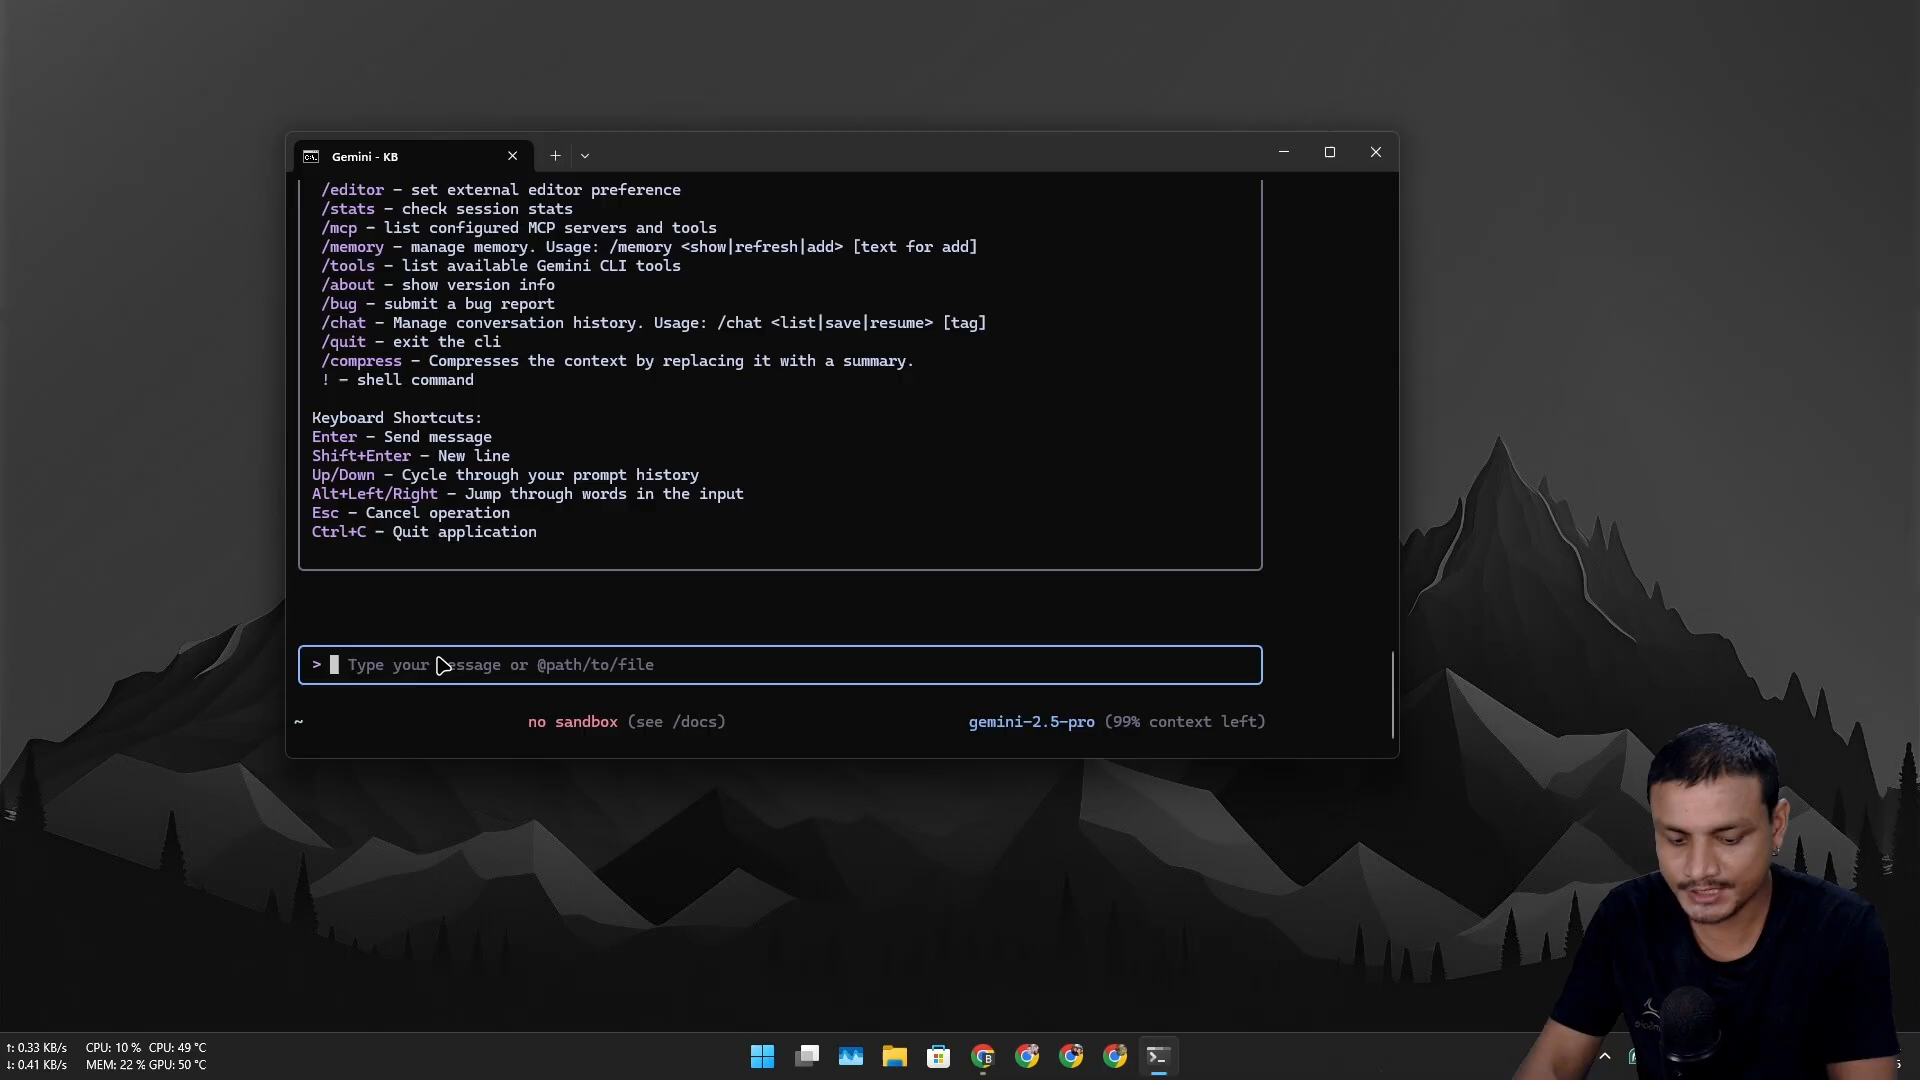 Gemini - KB
/editor - set external editor preference
/stats - check session stats
/mcp - list configured MCP servers and tools
/memory - manage memory. Usage: /memory <show|refresh|add> [text for add]
/tools - list available Gemini CLI tools
/about - show version info
/bug - submit a bug report
/chat - Manage conversation history. Usage: /chat <list|save|resume> [tag]
/quit - exit the cli
/compress - Compresses the context by replacing it with a summary.
! - shell command
Keyboard Shortcuts:
Enter - Send message
Shift+Enter - New line
Up/Down - Cycle through your prompt history
Alt+Left/Right - Jump through words in the input
Esc - Cancel operation
Ctrl+C - Quit application
> Type your message or @path/to/file
~ no sandbox (see /docs) gemini-2.5-pro (99% context left)
↑: 0.33 KB/s CPU: 10 % CPU: 49 °C
↓: 0.41 KB/s MEM: 22 % GPU: 50 °C